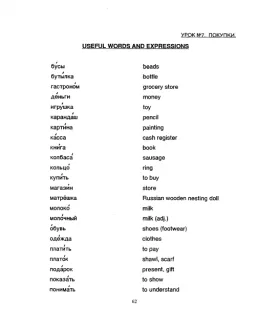 УРОК №7. ПОКУПКИ.
USEFUL WORDS AND EXPRESSIONS
бу́сы beads
буты́лка bottle
гастроно́м grocery store
де́ньги money
игру́шка toy
каранда́ш pencil
карти́на painting
ка́сса cash register
кни́га book
колбаса́ sausage
кольцо́ ring
купи́ть to buy
магази́н store
матрёшка Russian wooden nesting doll
молоко́ milk
моло́чный milk (adj.)
о́бувь shoes (footwear)
оде́жда clothes
плати́ть to pay
плато́к shawl, scarf
пода́рок present, gift
показа́ть to show
понима́ть to understand
62